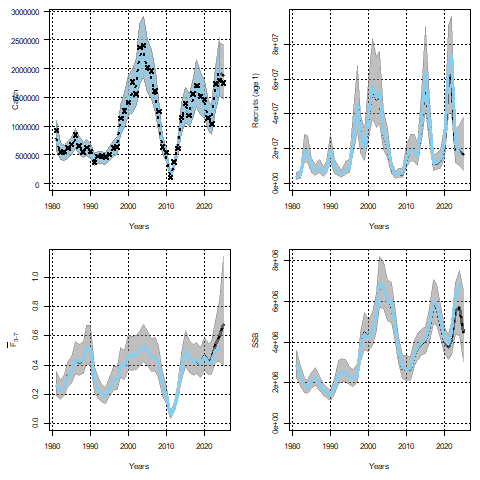 3000000
2500000
2000000
1500000
1000000
500000
0
Catch
1980 1990 2000 2010 2020
Years
8e+07
6e+07
4e+07
2e+07
0e+00
Recruits (age 1)
1980 1990 2000 2010 2020
Years
1.0
0.8
0.6
0.4
0.2
0.0
F3-7
1980 1990 2000 2010 2020
Years
8e+06
6e+06
4e+06
2e+06
0e+00
SSB
1980 1990 2000 2010 2020
Years